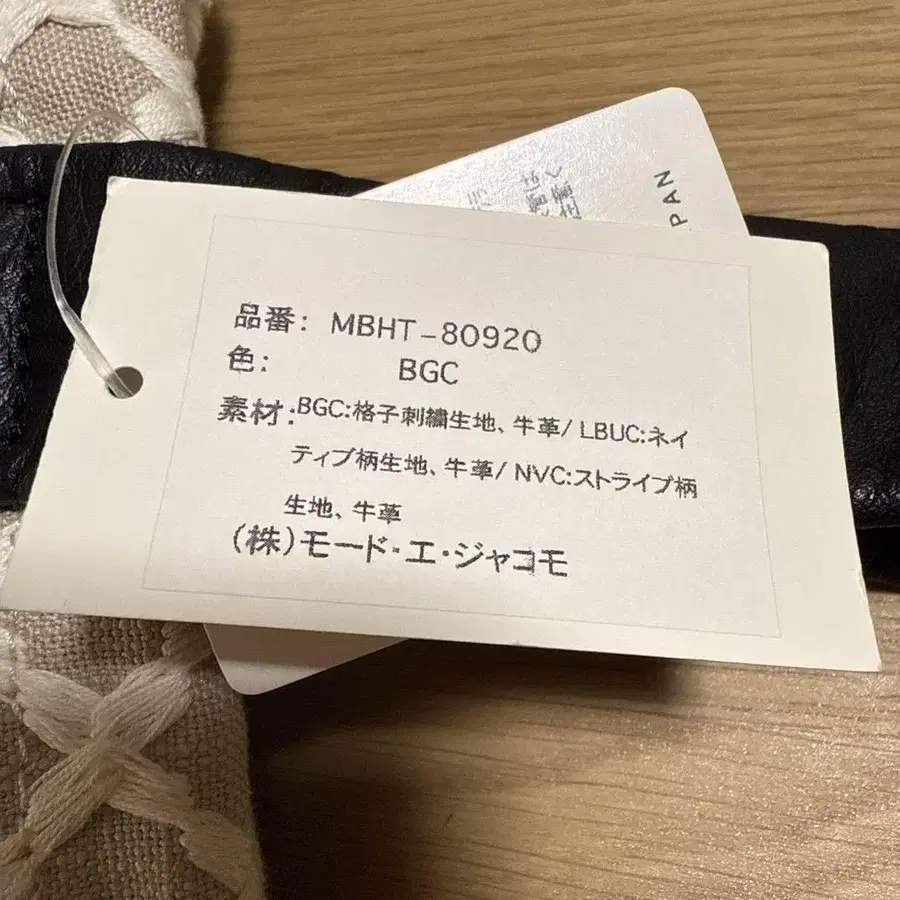 PAN
品番: MBHT-80920
色: BGC
素材:BGC:格子刺繍生地、牛革/ LBUC:ネイ
ティブ柄生地、牛革/ NVC:ストライプ柄
生地、牛革
(株)モード・エ・ジャコモ